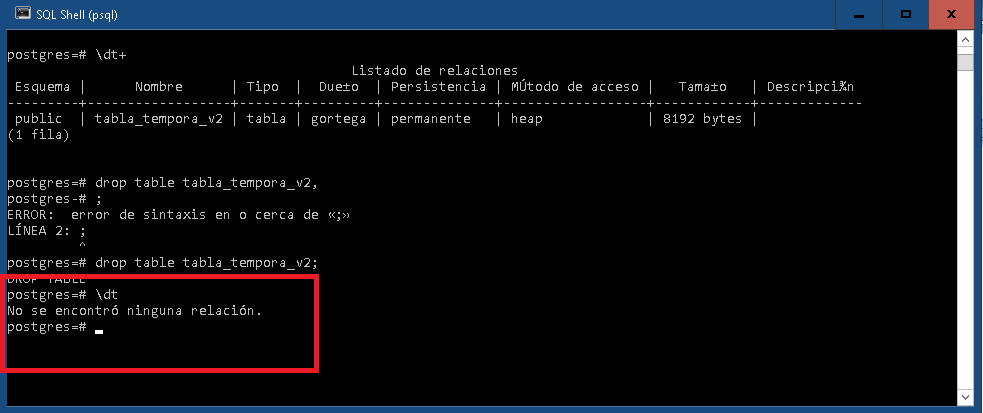 SQL Shell (psql)
postgres=# \dt+
Listado de relaciones
Esquema | Nombre | Tipo | Due±o | Persistencia | MÚtodo de acceso | Tama±o | Descripci¾n
--------+------------------+-------+---------+--------------+------------------+------------+-------------
public | tabla_tempora_v2 | tabla | gortega | permanente | heap | 8192 bytes |
(1 fila)
postgres=# drop table tabla_tempora_v2,
postgres-# ;
ERROR: error de sintaxis en o cerca de «;»
LÍNEA 2: ;
^
postgres=# drop table tabla_tempora_v2;
DROP TABLE
postgres=# \dt
No se encontró ninguna relación.
postgres=#